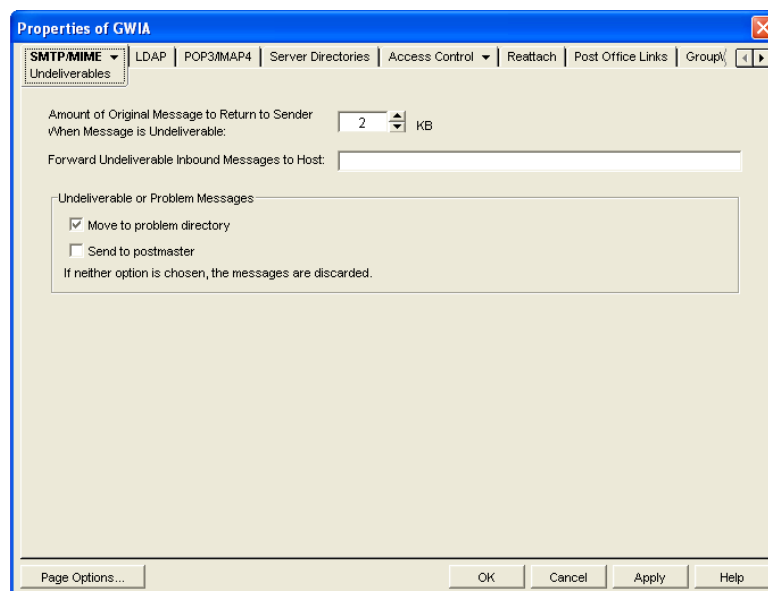 Properties of GWIA
SMTP/MIME LDAP POP3/IMAP4 Server Directories Access Control Reattach Post Office Links GroupW
Undeliverables
Amount of Original Message to Return to Sender
When Message is Undeliverable:
2 KB
Forward Undeliverable Inbound Messages to Host:
Undeliverable or Problem Messages
Move to problem directory
Send to postmaster
If neither option is chosen, the messages are discarded.
Page Options... OK Cancel Apply Help